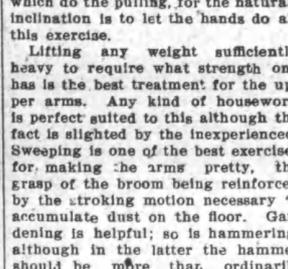 which do the pulling, for the natura
inclination is to let the hands do a
this exercise.
Lifting any weight sufficientl
heavy to require what strength on
has is the best treatment for the up
per arms. Any kind of housewor
is perfect suited to this although th
fact is slighted by the inexperience
Sweeping is one of the best exercise
for making the arms pretty, th
grasp of the broom being reinforce
by the stroking motion necessary
accumulate dust on the floor. Gar
dening is helpful; so is hammerin
although in the latter the hamme
should be more than ordinaril